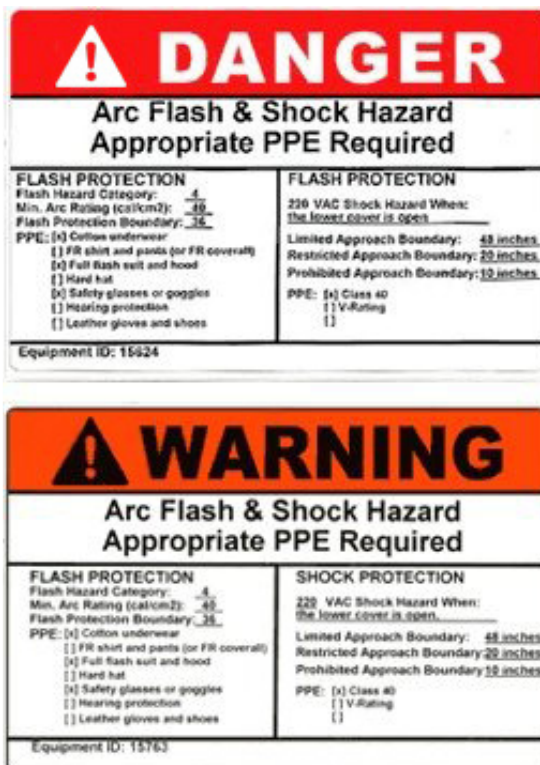 DANGER
Arc Flash & Shock Hazard
Appropriate PPE Required
FLASH PROTECTION
Flash Hazard Category: 4
Min. Arc Rating (cal/cm2): 40
Flash Protection Boundary: 36
PPE: [x] Cotton underwear
[ ] FR shirt and pants (or FR coverall)
[x] Full flash suit and hood
[ ] Hard hat
[x] Safety glasses or goggles
[ ] Hearing protection
[ ] Leather gloves and shoes
FLASH PROTECTION
220 VAC Shock Hazard When:
the lower cover is open
Limited Approach Boundary: 48 inches
Restricted Approach Boundary: 20 inches
Prohibited Approach Boundary: 10 inches
PPE: [x] Class 40
[ ] V-Rating
[ ]
Equipment ID: 15624
WARNING
Arc Flash & Shock Hazard
Appropriate PPE Required
FLASH PROTECTION
Flash Hazard Category: 4
Min. Arc Rating (cal/cm2): 40
Flash Protection Boundary: 36
PPE: [x] Cotton underwear
[ ] FR shirt and pants (or FR coverall)
[x] Full flash suit and hood
[ ] Hard hat
[x] Safety glasses or goggles
[ ] Hearing protection
[ ] Leather gloves and shoes
SHOCK PROTECTION
220 VAC Shock Hazard When:
the lower cover is open.
Limited Approach Boundary: 48 inches
Restricted Approach Boundary: 20 inches
Prohibited Approach Boundary 10 inches
PPE: [x] Class 40
[ ] V-Rating
[ ]
Equipment ID: 15763